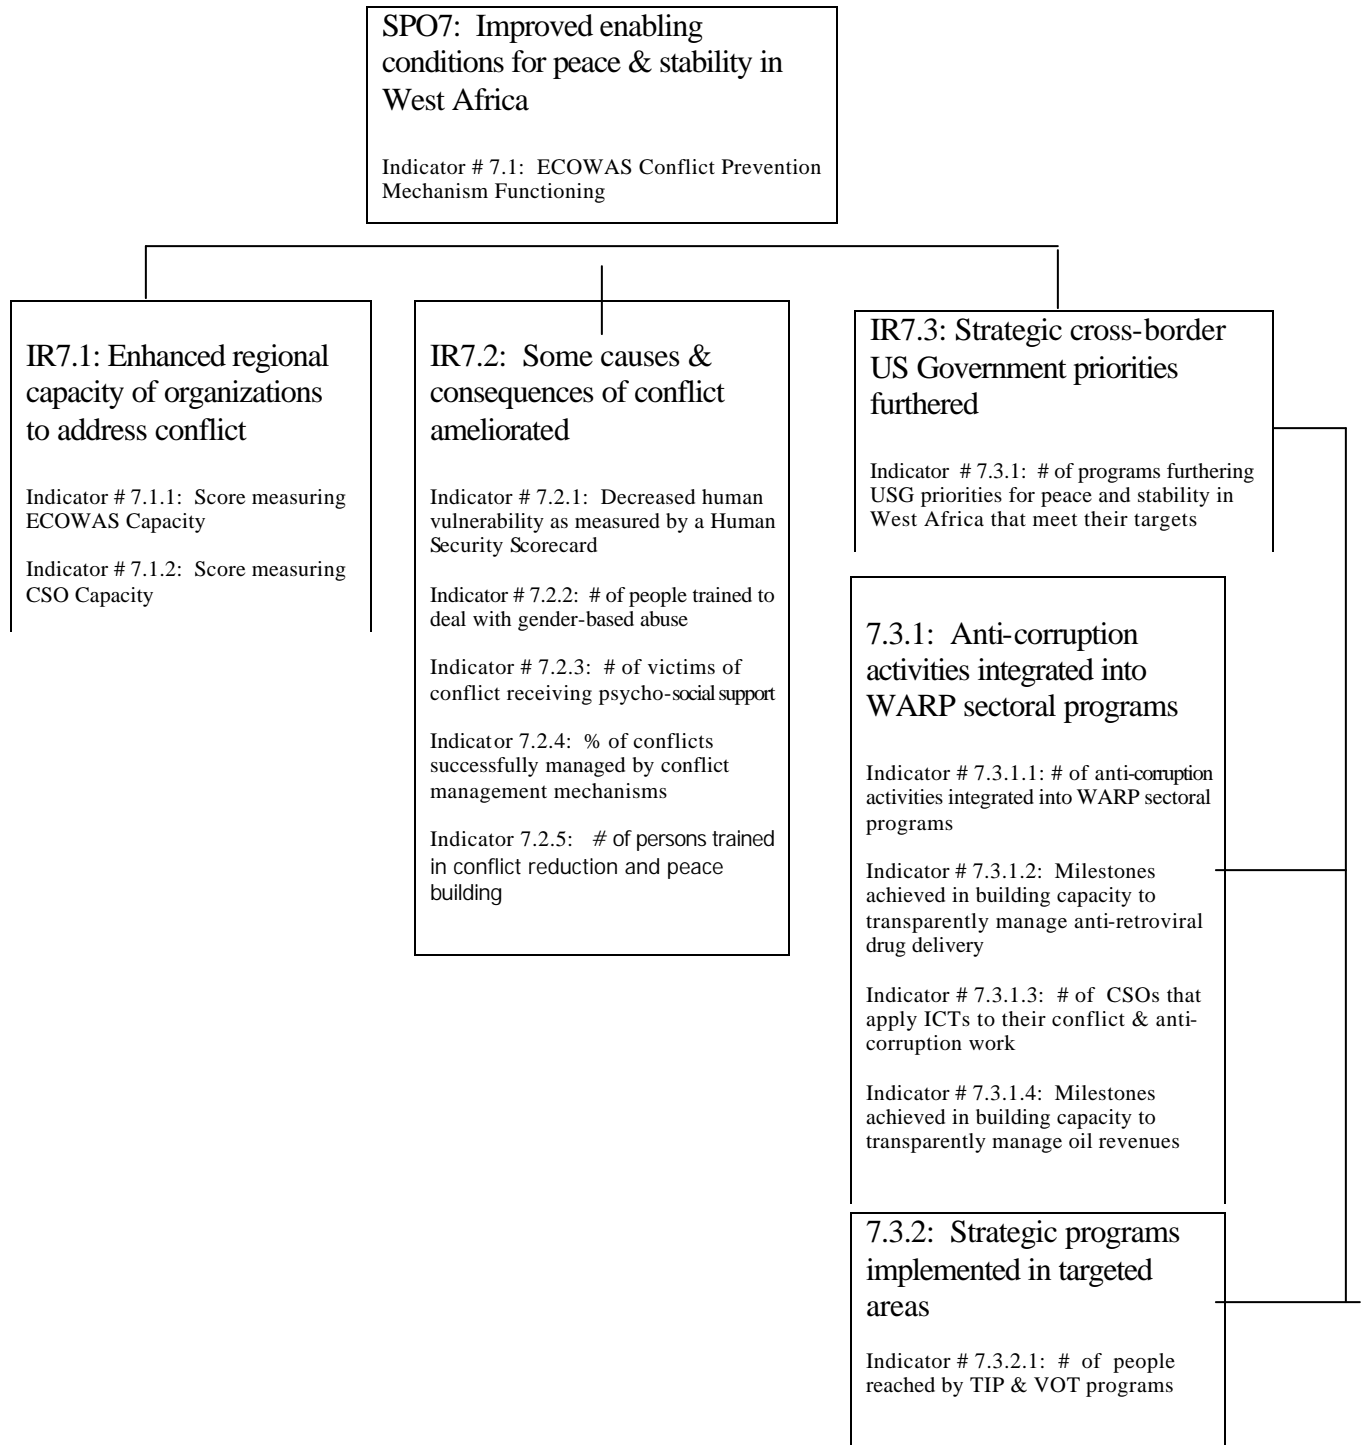 SPO7: Improved enabling
conditions for peace & stability in
West Africa
Indicator # 7.1: ECOWAS Conflict Prevention
Mechanism Functioning
IR7.1: Enhanced regional
capacity of organizations
to address conflict
Indicator # 7.1.1: Score measuring
ECOWAS Capacity
Indicator # 7.1.2: Score measuring
CSO Capacity
IR7.2: Some causes &
consequences of conflict
ameliorated
Indicator # 7.2.1: Decreased human
vulnerability as measured by a Human
Security Scorecard
Indicator # 7.2.2: # of people trained to
deal with gender-based abuse
Indicator # 7.2.3: # of victims of
conflict receiving psycho-social support
Indicator 7.2.4: % of conflicts
successfully managed by conflict
management mechanisms
Indicator 7.2.5: # of persons trained
in conflict reduction and peace
building
IR7.3: Strategic cross-border
US Government priorities
furthered
Indicator # 7.3.1: # of programs furthering
USG priorities for peace and stability in
West Africa that meet their targets
7.3.1: Anti-corruption
activities integrated into
WARP sectoral programs
Indicator # 7.3.1.1: # of anti-corruption
activities integrated into WARP sectoral
programs
Indicator # 7.3.1.2: Milestones
achieved in building capacity to
transparently manage anti-retroviral
drug delivery
Indicator # 7.3.1.3: # of CSOs that
apply ICTs to their conflict & anti-
corruption work
Indicator # 7.3.1.4: Milestones
achieved in building capacity to
transparently manage oil revenues
7.3.2: Strategic programs
implemented in targeted
areas
Indicator # 7.3.2.1: # of people
reached by TIP & VOT programs